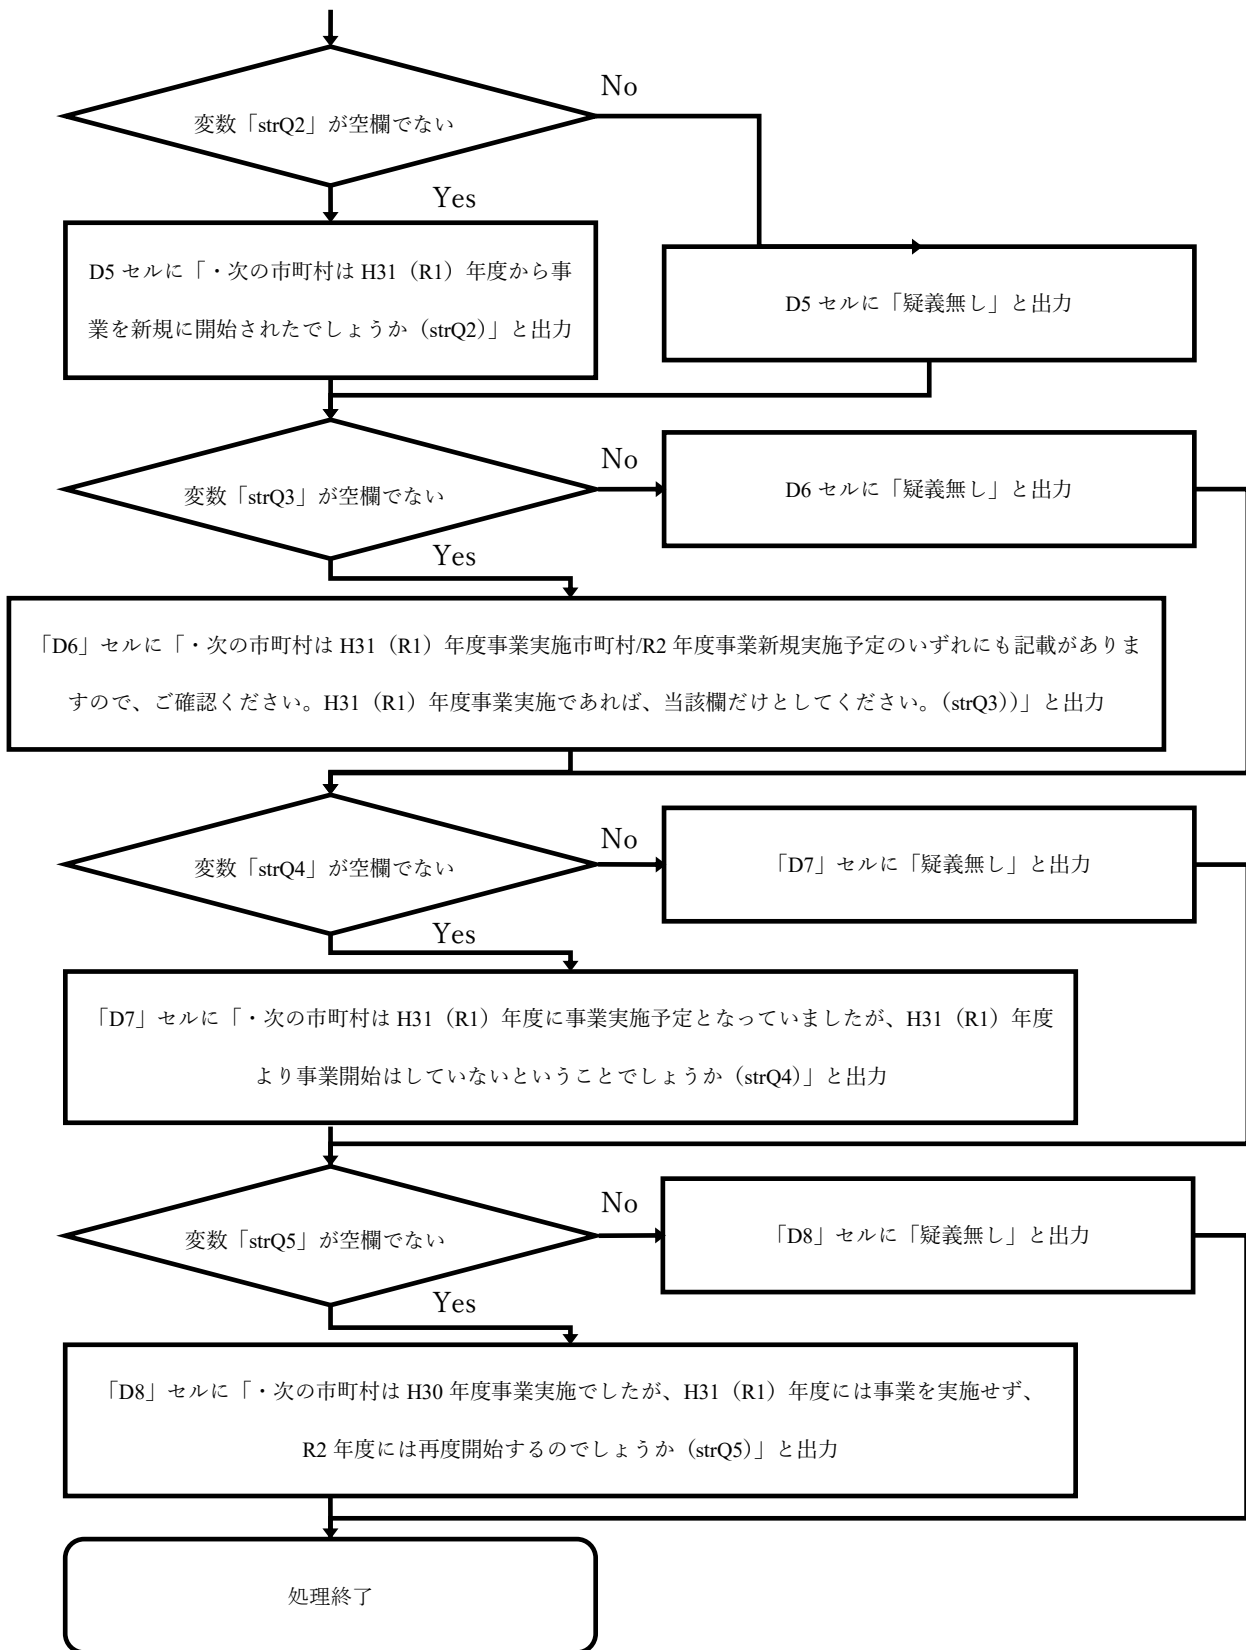 No
変数「strQ2」が空欄でない
Yes
D5 セルに「・次の市町村は H31（R1）年度から事
業を新規に開始されたでしょうか（strQ2）」と出力
D5 セルに「疑義無し」と出力
No
変数「strQ3」が空欄でない
D6 セルに「疑義無し」と出力
Yes
「D6」セルに「・次の市町村は H31（R1）年度事業実施市町村/R2 年度事業新規実施予定のいずれにも記載がありま
すので、ご確認ください。H31（R1）年度事業実施であれば、当該欄だけとしてください。（strQ3））」と出力
No
変数「strQ4」が空欄でない
「D7」セルに「疑義無し」と出力
Yes
「D7」セルに「・次の市町村は H31（R1）年度に事業実施予定となっていましたが、H31（R1）年度
より事業開始はしていないということでしょうか（strQ4）」と出力
No
変数「strQ5」が空欄でない
「D8」セルに「疑義無し」と出力
Yes
「D8」セルに「・次の市町村は H30 年度事業実施でしたが、H31（R1）年度には事業を実施せず、
R2 年度には再度開始するのでしょうか（strQ5）」と出力
処理終了